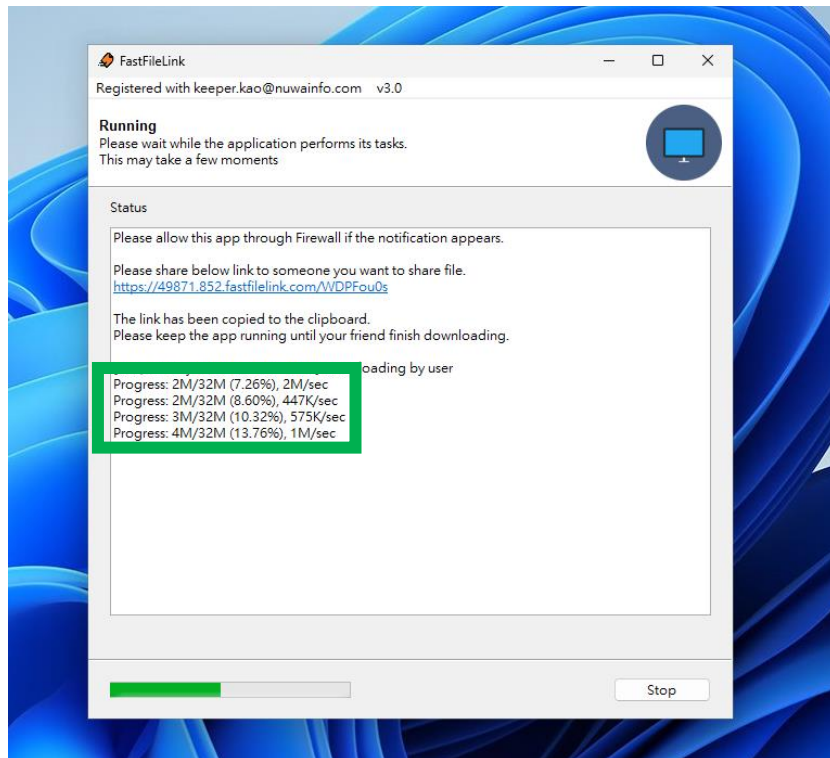 FastFileLink
Registered with keeper.kao@nuwainfo.com v3.0
Running
Please wait while the application performs its tasks.
This may take a few moments
Status
Please allow this app through Firewall if the notification appears.
Please share below link to someone you want to share file.
https://49871.852.fastfilelink.com/WDPFou0s
The link has been copied to the clipboard.
Please keep the app running until your friend finish downloading.
oading by user
Progress: 2M/32M (7.26%), 2M/sec
Progress: 2M/32M (8.60%), 447K/sec
Progress: 3M/32M (10.32%), 575K/sec
Progress: 4M/32M (13.76%), 1M/sec
Stop